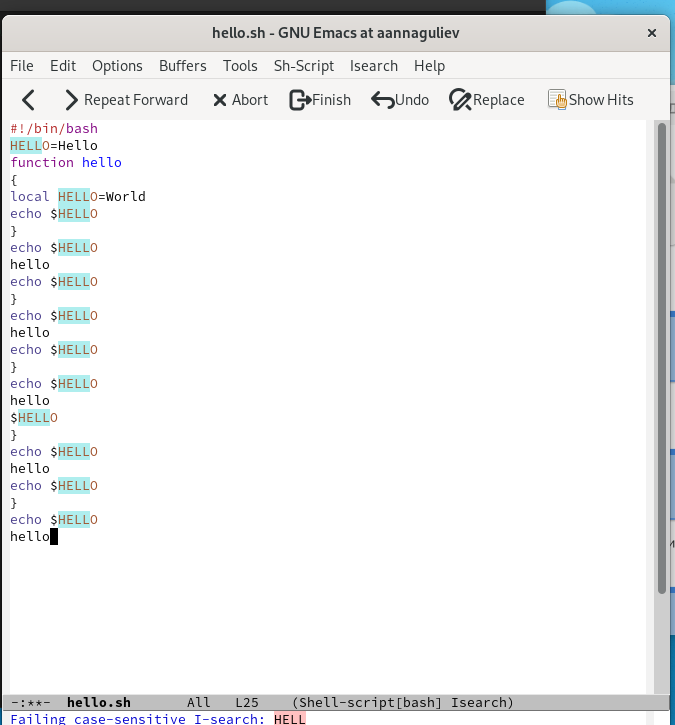 hello.sh - GNU Emacs at aannaguliev
File Edit Options Buffers Tools Sh-Script Isearch Help
Repeat Forward Abort Finish Undo Replace Show Hits
#!/bin/bash
HELLO=Hello
function hello
{
local HELLO=World
echo $HELLO
}
echo $HELLO
hello
echo $HELLO
}
echo $HELLO
hello
echo $HELLO
}
echo $HELLO
hello
$HELLO
}
echo $HELLO
hello
echo $HELLO
}
echo $HELLO
hello
-:**- hello.sh All L25 (Shell-script[bash] Isearch)
Failing case-sensitive I-search: HELL